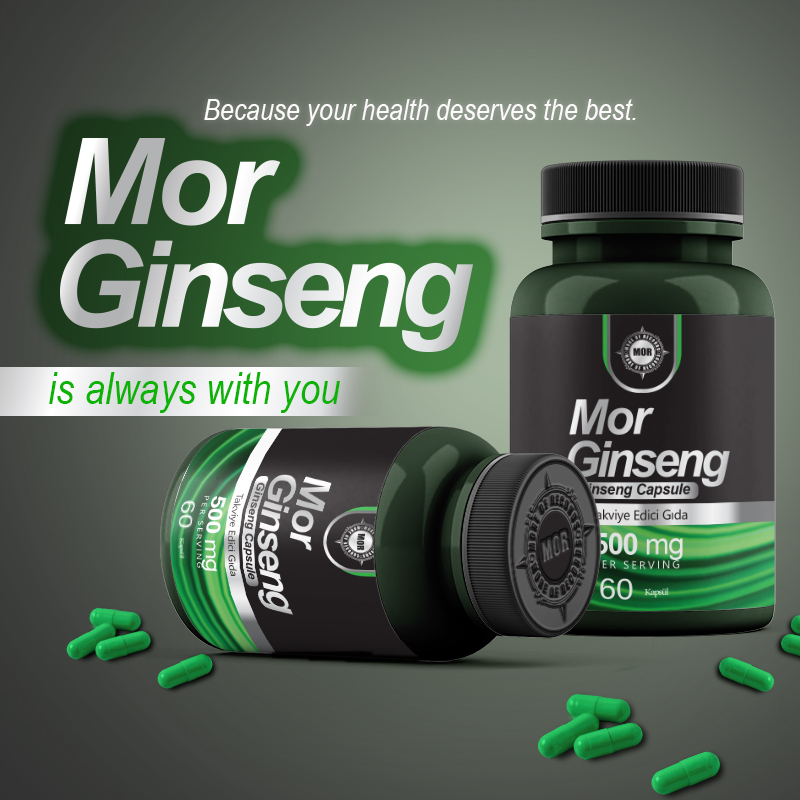 Because your health deserves the best.
Mor
Ginseng
is always with you
MOR
Mor
Ginseng
inseng Capsule
akviye Edici Gıda
500 mg
ER SERVING
60 Kapsül
Mor
Ginseng
Ginseng Capsule
Takviye Edici Gıda
500 mg
PER SERVING
60 Kapsül
MOR
MOR